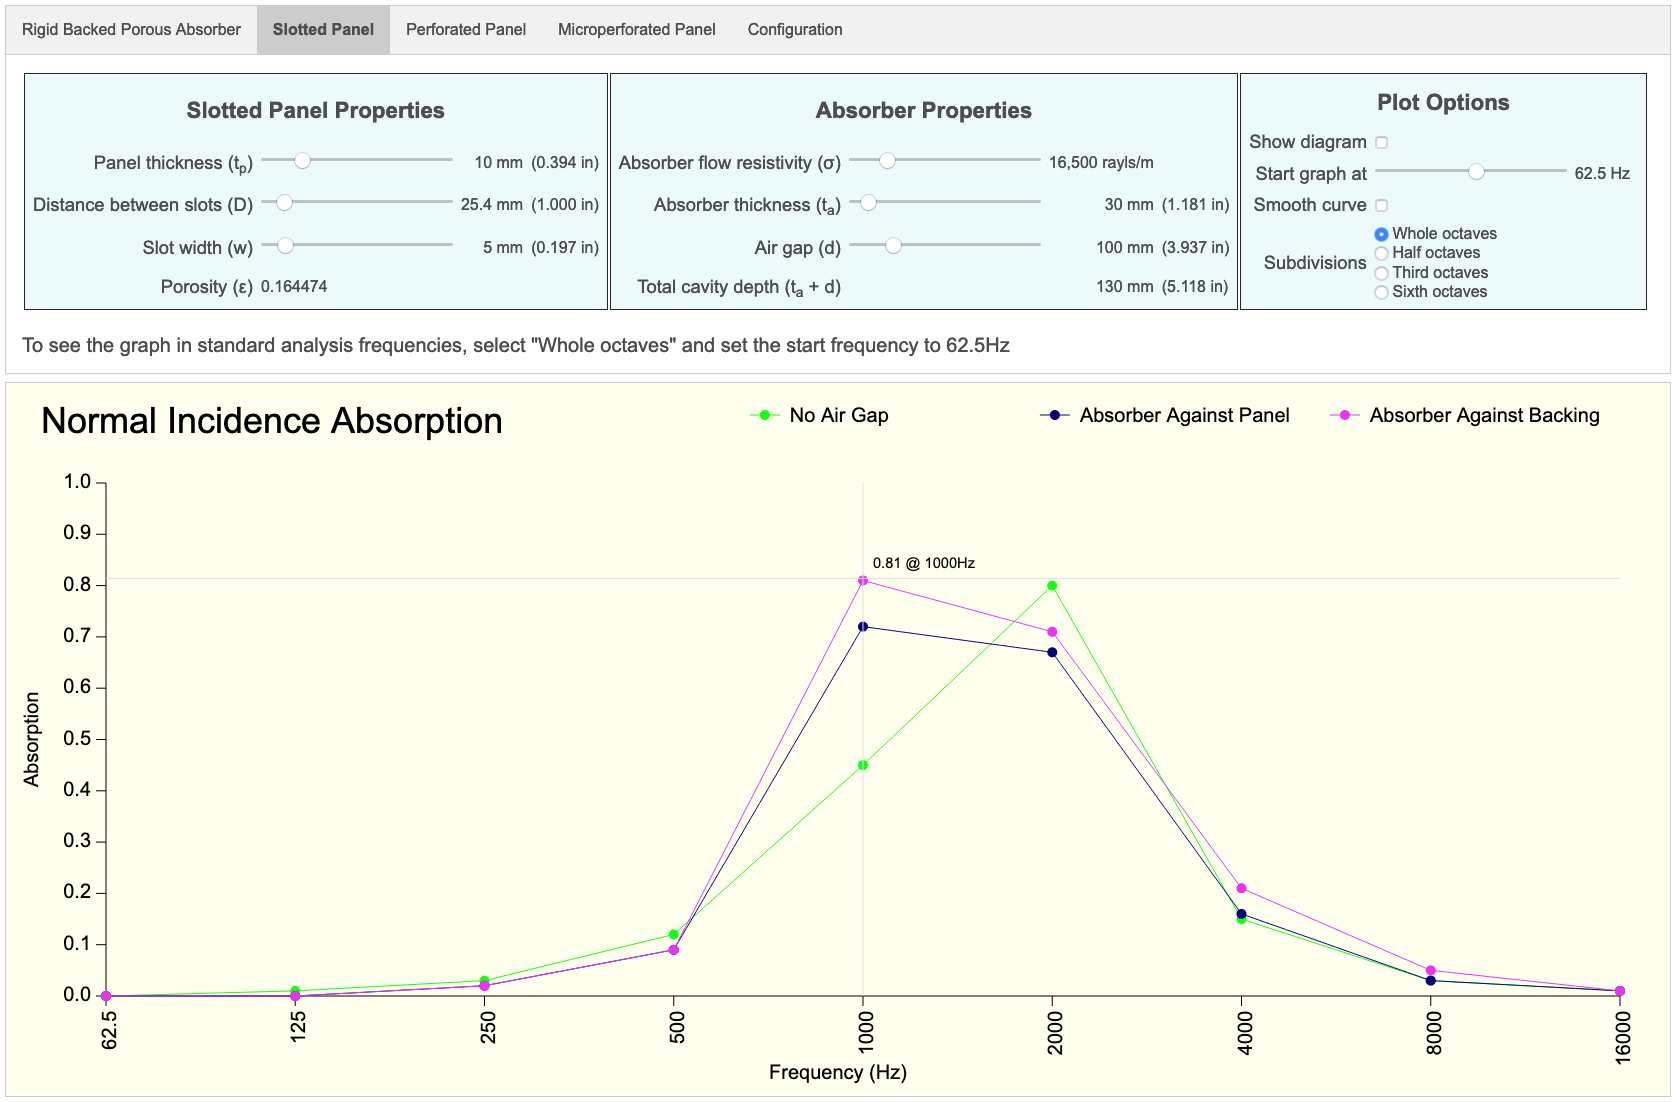 Rigid Backed Porous Absorber Slotted Panel Perforated Panel Microperforated Panel Configuration
Slotted Panel Properties
Panel thickness (tp) 10 mm (0.394 in)
Distance between slots (D) 25.4 mm (1.000 in)
Slot width (w) 5 mm (0.197 in)
Porosity (ε) 0.164474
Absorber Properties
Absorber flow resistivity (σ) 16,500 rayls/m
Absorber thickness (ta) 30 mm (1.181 in)
Air gap (d) 100 mm (3.937 in)
Total cavity depth (ta + d) 130 mm (5.118 in)
Plot Options
Show diagram
Start graph at 62.5 Hz
Smooth curve
Subdivisions
Whole octaves
Half octaves
Third octaves
Sixth octaves
To see the graph in standard analysis frequencies, select "Whole octaves" and set the start frequency to 62.5Hz
Normal Incidence Absorption
No Air Gap Absorber Against Panel Absorber Against Backing
1.0
0.9
0.81 @ 1000Hz
0.8
0.7
0.6
0.5
0.4
0.3
0.2
0.1
0.0
Absorption
62.5 125 250 500 1000 2000 4000 8000 16000
Frequency (Hz)